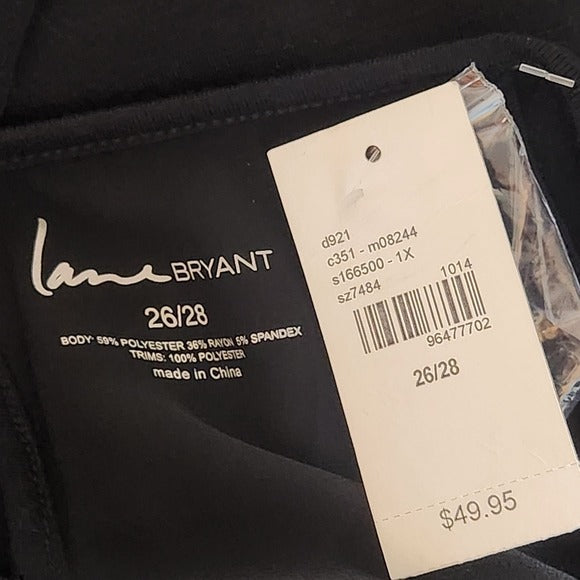 lane BRYANT
26/28
BODY: 59% POLYESTER 36% RAYON 5% SPANDEX
TRIMS: 100% POLYESTER
made in China
d921
c351 - m08244
s166500 - 1X
sz7484
1014
96477702
26/28
$49.95